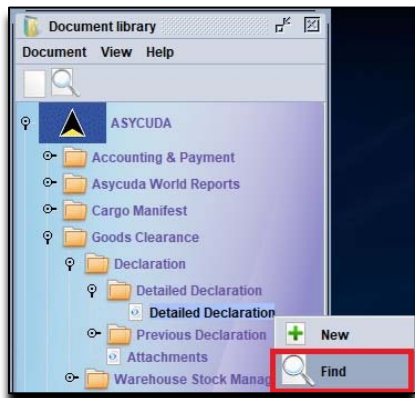 Document library
Document View Help
ASYCUDA
Accounting & Payment
Asycuda World Reports
Cargo Manifest
Goods Clearance
Declaration
Detailed Declaration
Detailed Declaration
New
Previous Declaration
Attachments
Find
Warehouse Stock Manag